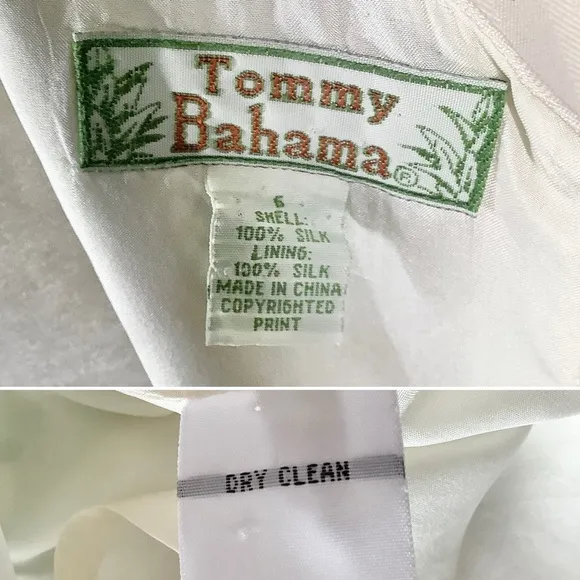 Tommy
Bahama®
6
SHELL:
100% SILK
LINING:
100% SILK
MADE IN CHINA
COPYRIGHTED
PRINT
DRY CLEAN